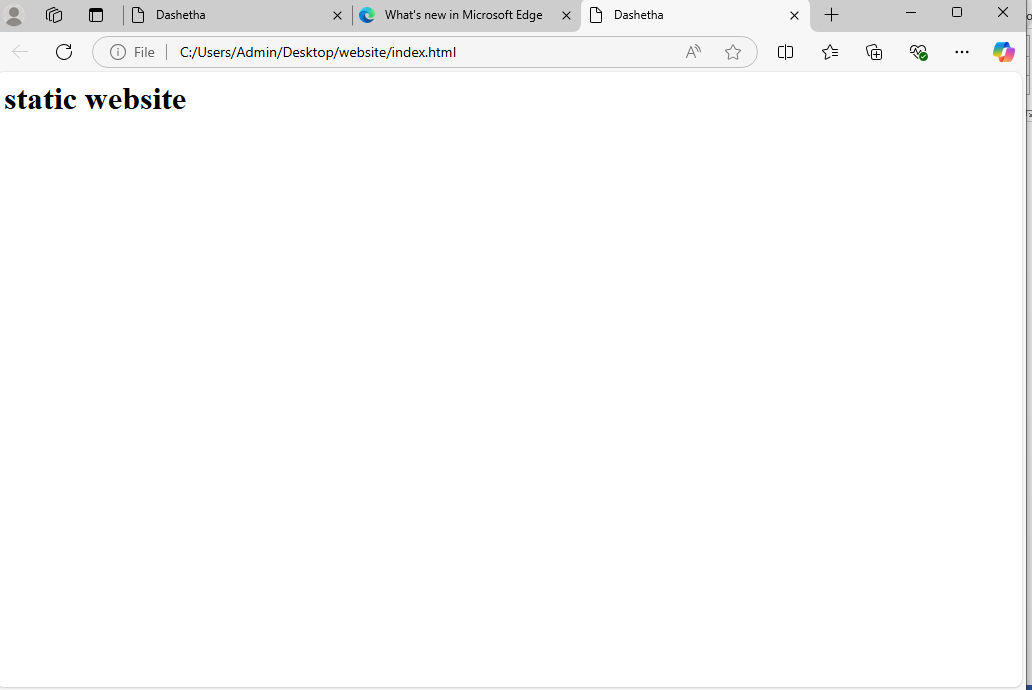 Dashetha
What's new in Microsoft Edge
Dashetha
File
C:/Users/Admin/Desktop/website/index.html
static website